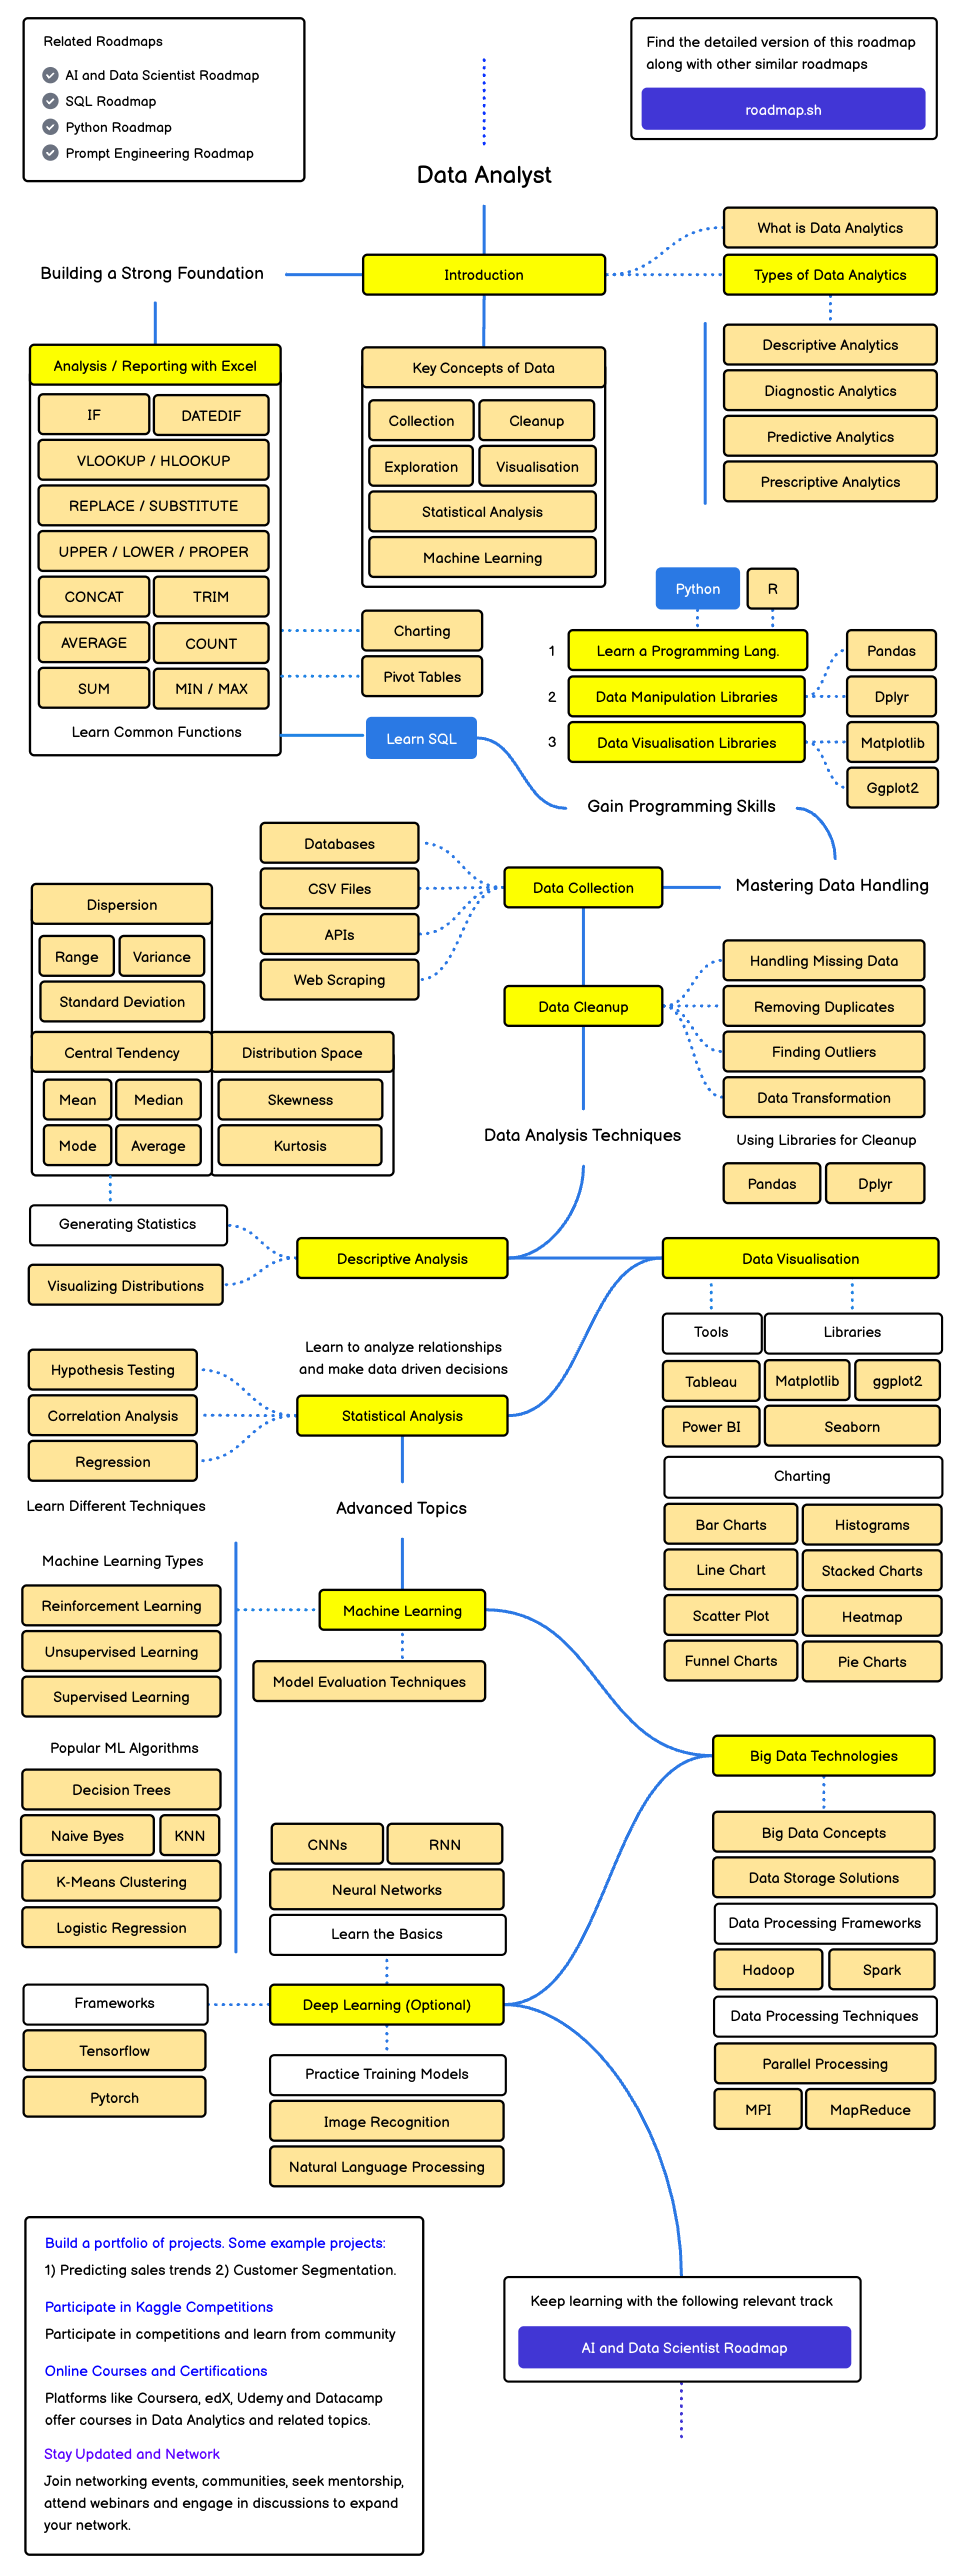 Related Roadmaps
AI and Data Scientist Roadmap
SQL Roadmap
Python Roadmap
Prompt Engineering Roadmap
Find the detailed version of this roadmap
along with other similar roadmaps
roadmap.sh
Data Analyst
Building a Strong Foundation
Introduction
What is Data Analytics
Types of Data Analytics
Descriptive Analytics
Diagnostic Analytics
Predictive Analytics
Prescriptive Analytics
Analysis / Reporting with Excel
IF
DATEDIF
VLOOKUP / HLOOKUP
REPLACE / SUBSTITUTE
UPPER / LOWER / PROPER
CONCAT
TRIM
AVERAGE
COUNT
SUM
MIN / MAX
Learn Common Functions
Key Concepts of Data
Collection
Cleanup
Exploration
Visualisation
Statistical Analysis
Machine Learning
Charting
Pivot Tables
Learn SQL
Python
R
1
Learn a Programming Lang.
2
Data Manipulation Libraries
3
Data Visualisation Libraries
Pandas
Dplyr
Matplotlib
Ggplot2
Gain Programming Skills
Mastering Data Handling
Data Collection
Databases
CSV Files
APIs
Web Scraping
Data Cleanup
Handling Missing Data
Removing Duplicates
Finding Outliers
Data Transformation
Using Libraries for Cleanup
Pandas
Dplyr
Dispersion
Range
Variance
Standard Deviation
Central Tendency
Distribution Space
Mean
Median
Skewness
Mode
Average
Kurtosis
Data Analysis Techniques
Generating Statistics
Visualizing Distributions
Descriptive Analysis
Data Visualisation
Tools
Libraries
Tableau
Matplotlib
ggplot2
Power BI
Seaborn
Charting
Bar Charts
Histograms
Line Chart
Stacked Charts
Scatter Plot
Heatmap
Funnel Charts
Pie Charts
Learn to analyze relationships
and make data driven decisions
Statistical Analysis
Hypothesis Testing
Correlation Analysis
Regression
Learn Different Techniques
Advanced Topics
Machine Learning
Model Evaluation Techniques
Machine Learning Types
Reinforcement Learning
Unsupervised Learning
Supervised Learning
Popular ML Algorithms
Decision Trees
Naive Byes
KNN
K-Means Clustering
Logistic Regression
Big Data Technologies
Big Data Concepts
Data Storage Solutions
Data Processing Frameworks
Hadoop
Spark
Data Processing Techniques
Parallel Processing
MPI
MapReduce
CNNs
RNN
Neural Networks
Learn the Basics
Deep Learning (Optional)
Frameworks
Tensorflow
Pytorch
Practice Training Models
Image Recognition
Natural Language Processing
Build a portfolio of projects. Some example projects:
1) Predicting sales trends 2) Customer Segmentation.
Participate in Kaggle Competitions
Participate in competitions and learn from community
Online Courses and Certifications
Platforms like Coursera, edX, Udemy and Datacamp
offer courses in Data Analytics and related topics.
Stay Updated and Network
Join networking events, communities, seek mentorship,
attend webinars and engage in discussions to expand
your network.
Keep learning with the following relevant track
AI and Data Scientist Roadmap